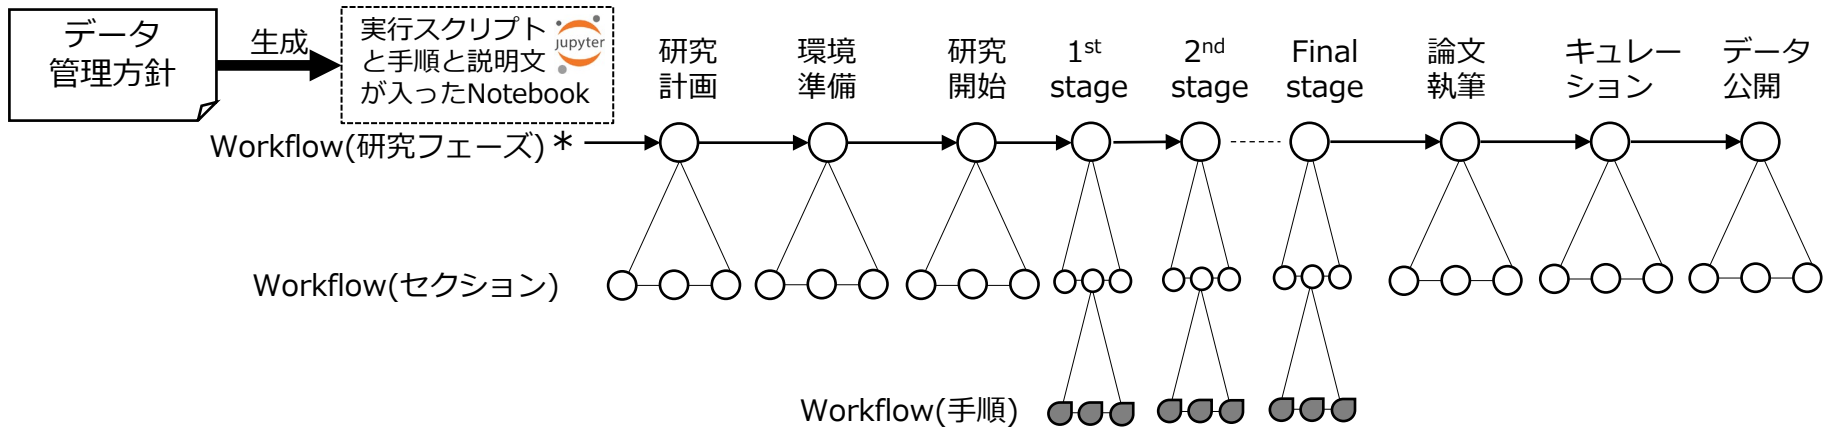 データ
管理方針
生成
実行スクリプト
と手順と説明文
が入ったNotebook
jupyter
研究
計画
環境
準備
研究
開始
1st
stage
2nd
stage
Final
stage
論文
執筆
キュレー
ション
データ
公開
Workflow(研究フェーズ)*
Workflow(セクション)
Workflow(手順)